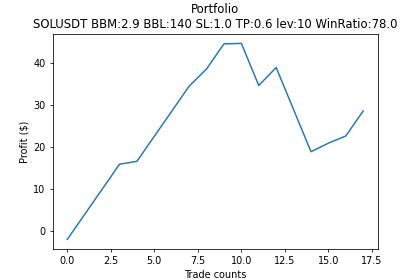 Portfolio
SOLUSDT BBM:2.9 BBL:140 SL:1.0 TP:0.6 lev:10 WinRatio:78.0
40
30
20
10
0
Profit ($)
0.0 2.5 5.0 7.5 10.0 12.5 15.0 17.5
Trade counts